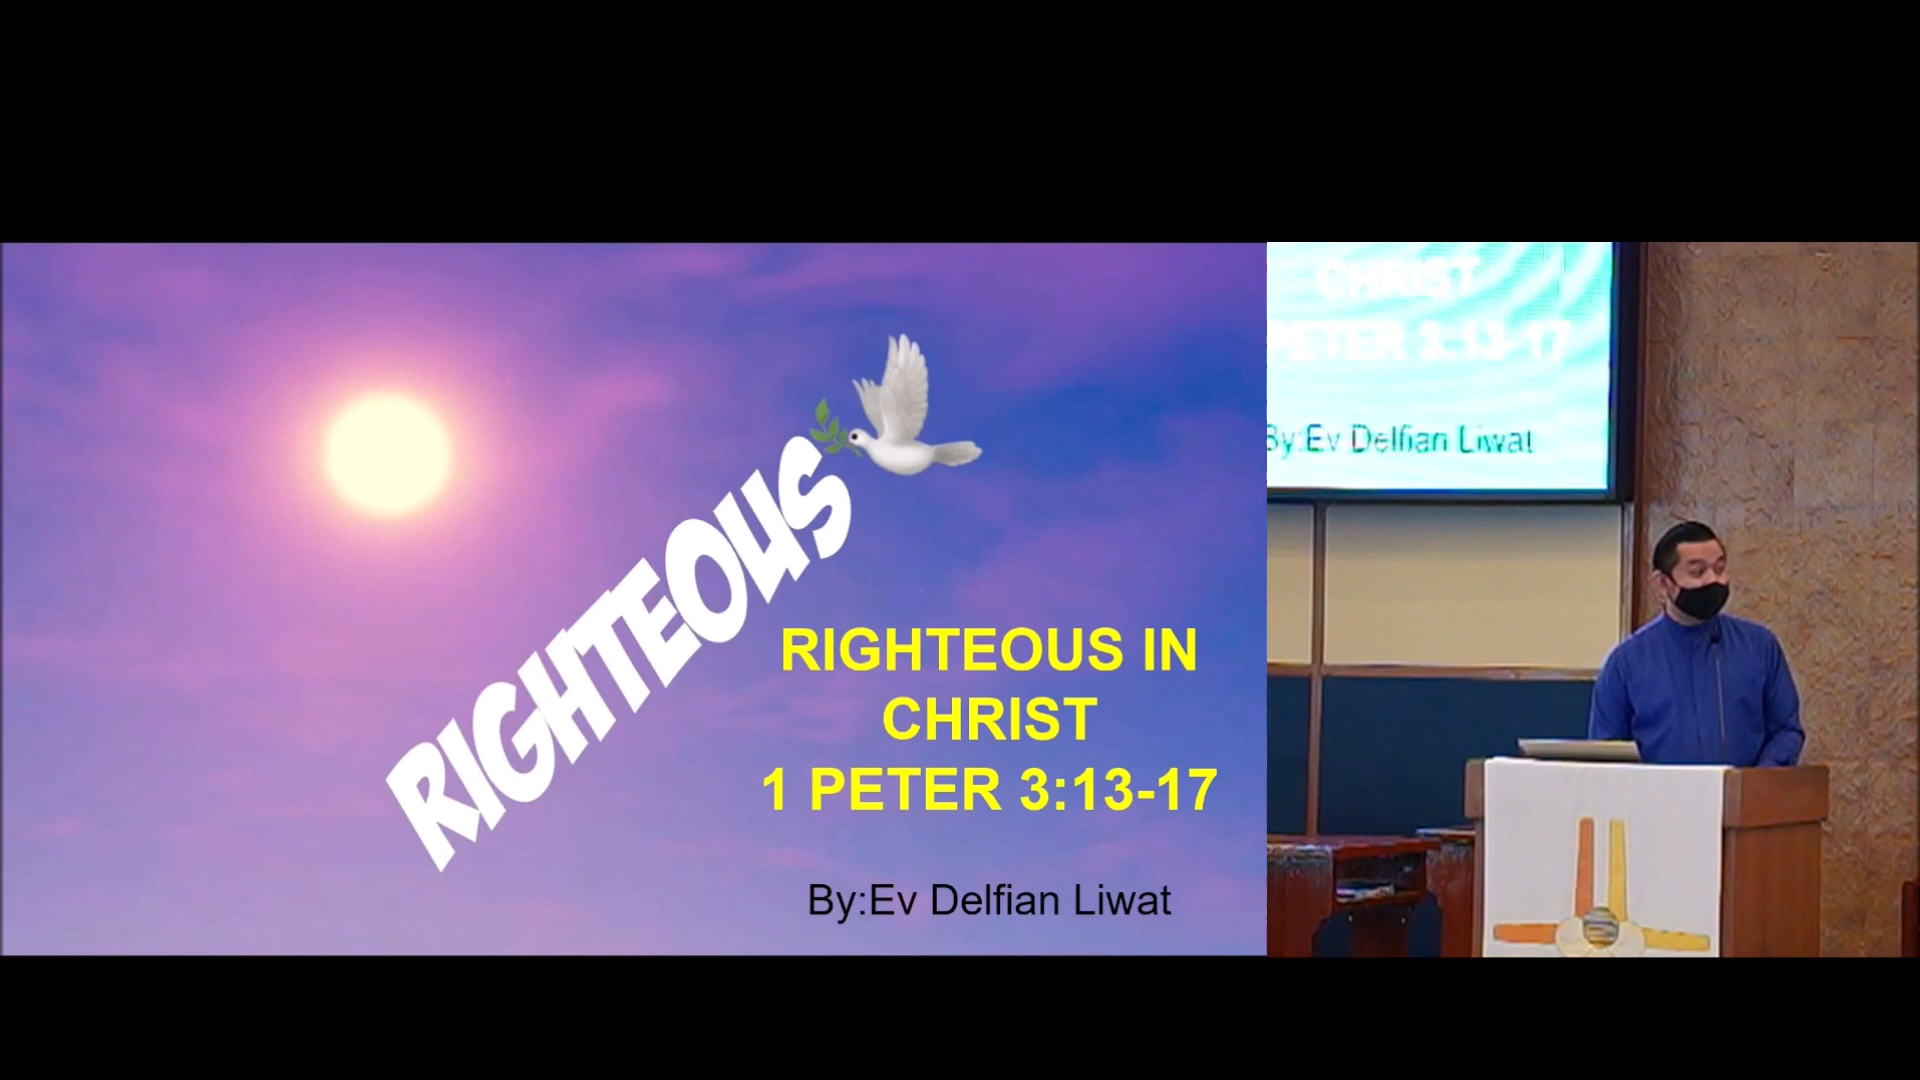 RIGHTEOUS
RIGHTEOUS IN
CHRIST
1 PETER 3:13-17
By:Ev Delfian Liwat
CHRIST
PETER 3:13-17
By:Ev Delfian Liwat